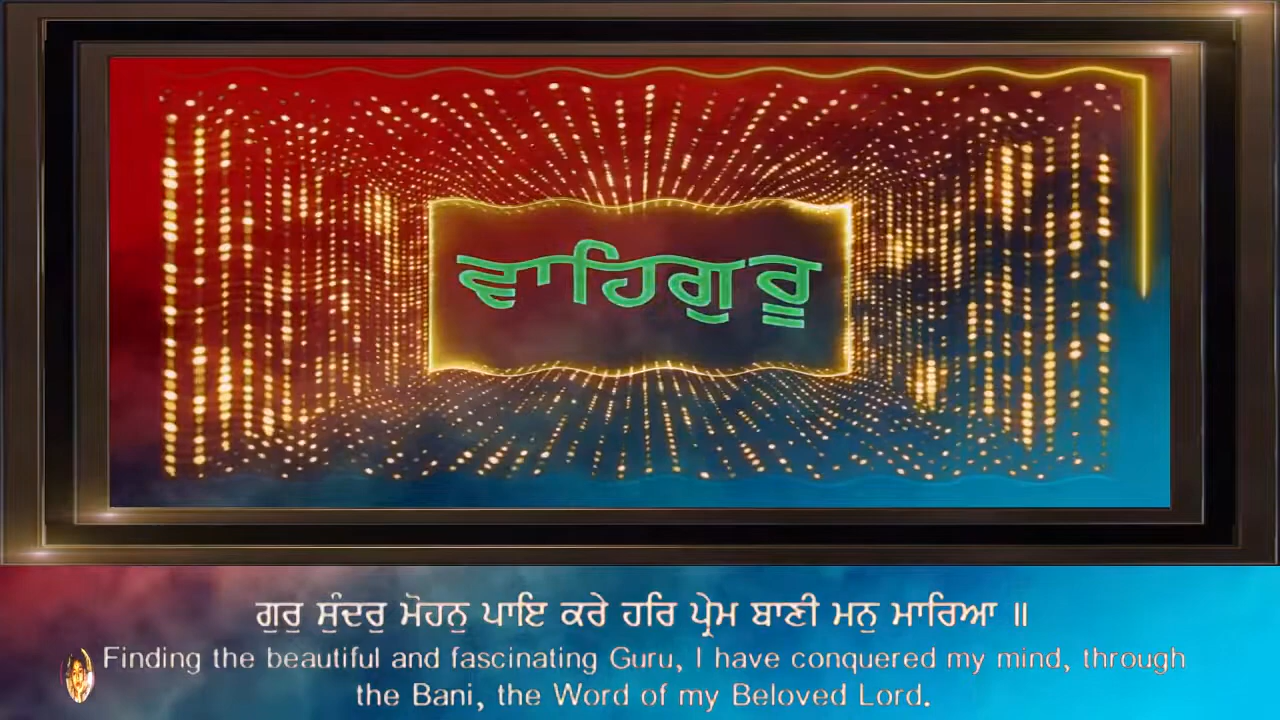 ਵਾਹਿਗੁਰੂ
ਗੁਰੁ ਸੁੰਦਰੁ ਮੋਹਨੁ ਪਾਇ ਕਰੇ ਹਰਿ ਪ੍ਰੇਮ ਬਾਣੀ ਮਨੁ ਮਾਰਿਆ ॥
Finding the beautiful and fascinating Guru, I have conquered my mind, through
the Bani, the Word of my Beloved Lord.